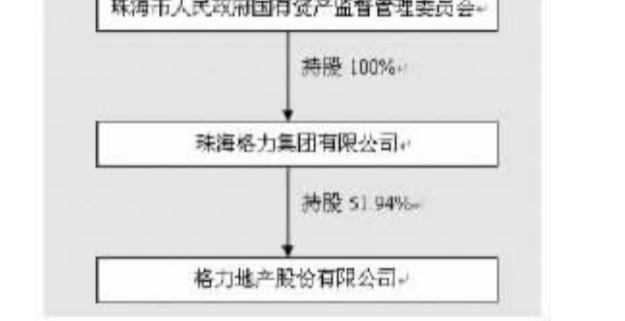 珠海市人民政府国有资产监督管理委员会
持股 100%
珠海格力集团有限公司
持股 51.94%
格力地产股份有限公司